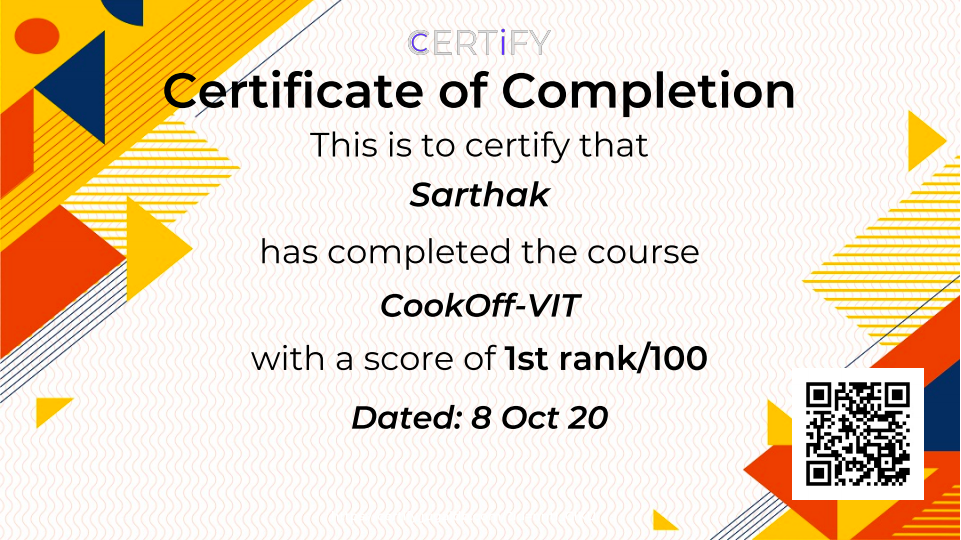 CERTiFY
Certificate of Completion
This is to certify that
Sarthak
has completed the course
CookOff-VIT
with a score of 1st rank/100
Dated: 8 Oct 20